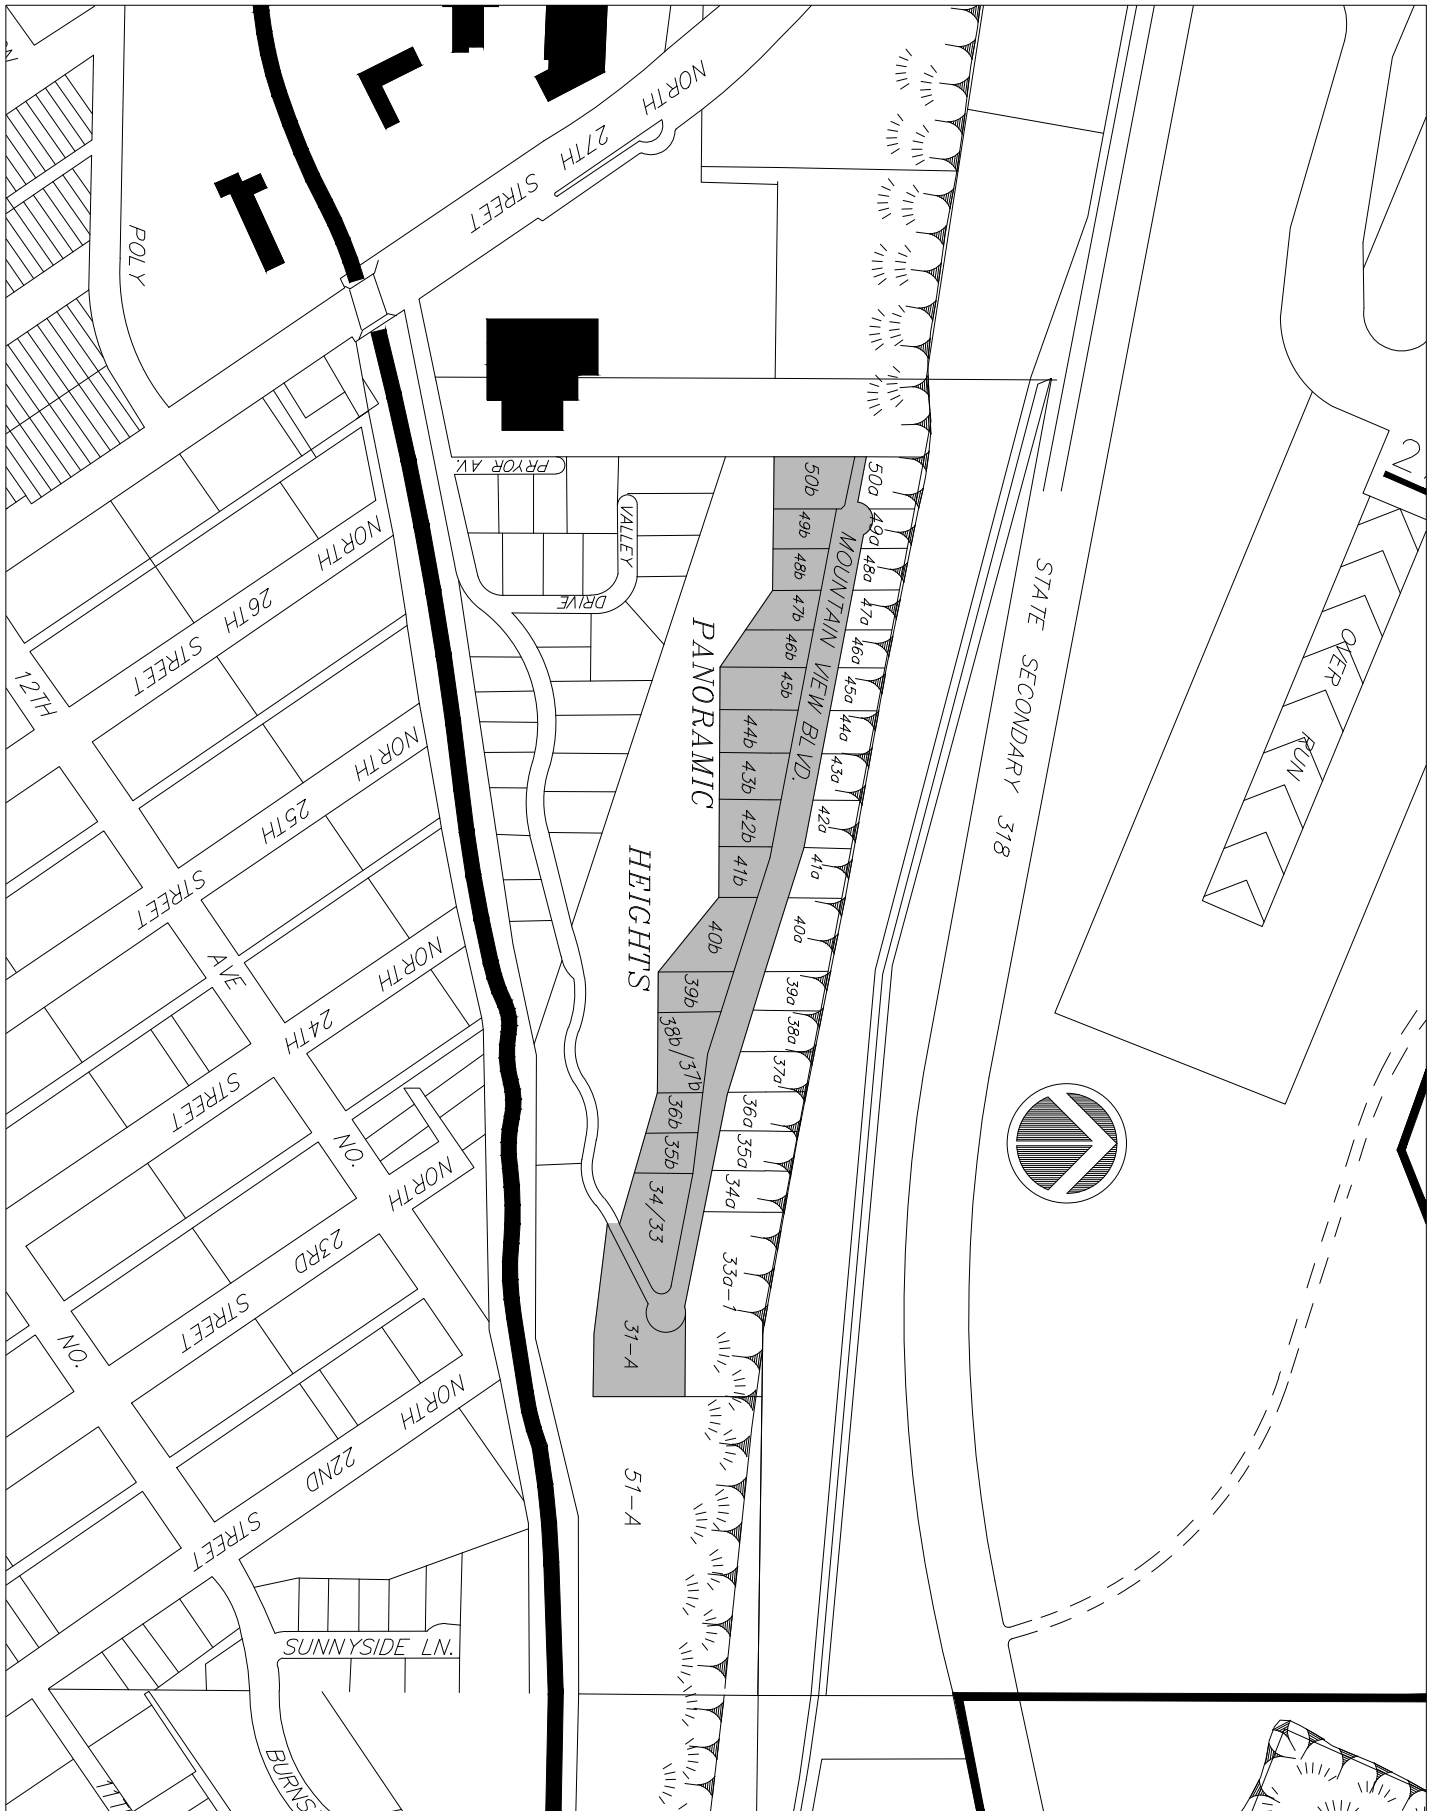 NORTH 27TH STREET
POLY
PRYOR AV.
VALLEY DRIVE
50b
50a
49b
49a
48b
48a
47b
47a
46b
46a
45b
45a
44b
44a
43b
43a
42b
42a
41b
41a
40b
40a
39b
39a
38b/37b
38a
37a
36b
36a
35b
35a
34/33
34a
33a-1
31-A
51-A
MOUNTAIN VIEW BLVD.
PANORAMIC
HEIGHTS
STATE SECONDARY 318
OVER RUN
2
NORTH 26TH STREET
12TH
NORTH 25TH STREET
AVE
NORTH 24TH STREET
NO.
NORTH 23RD STREET
NO.
NORTH 22ND STREET
SUNNYSIDE LN.
BURNS
11T